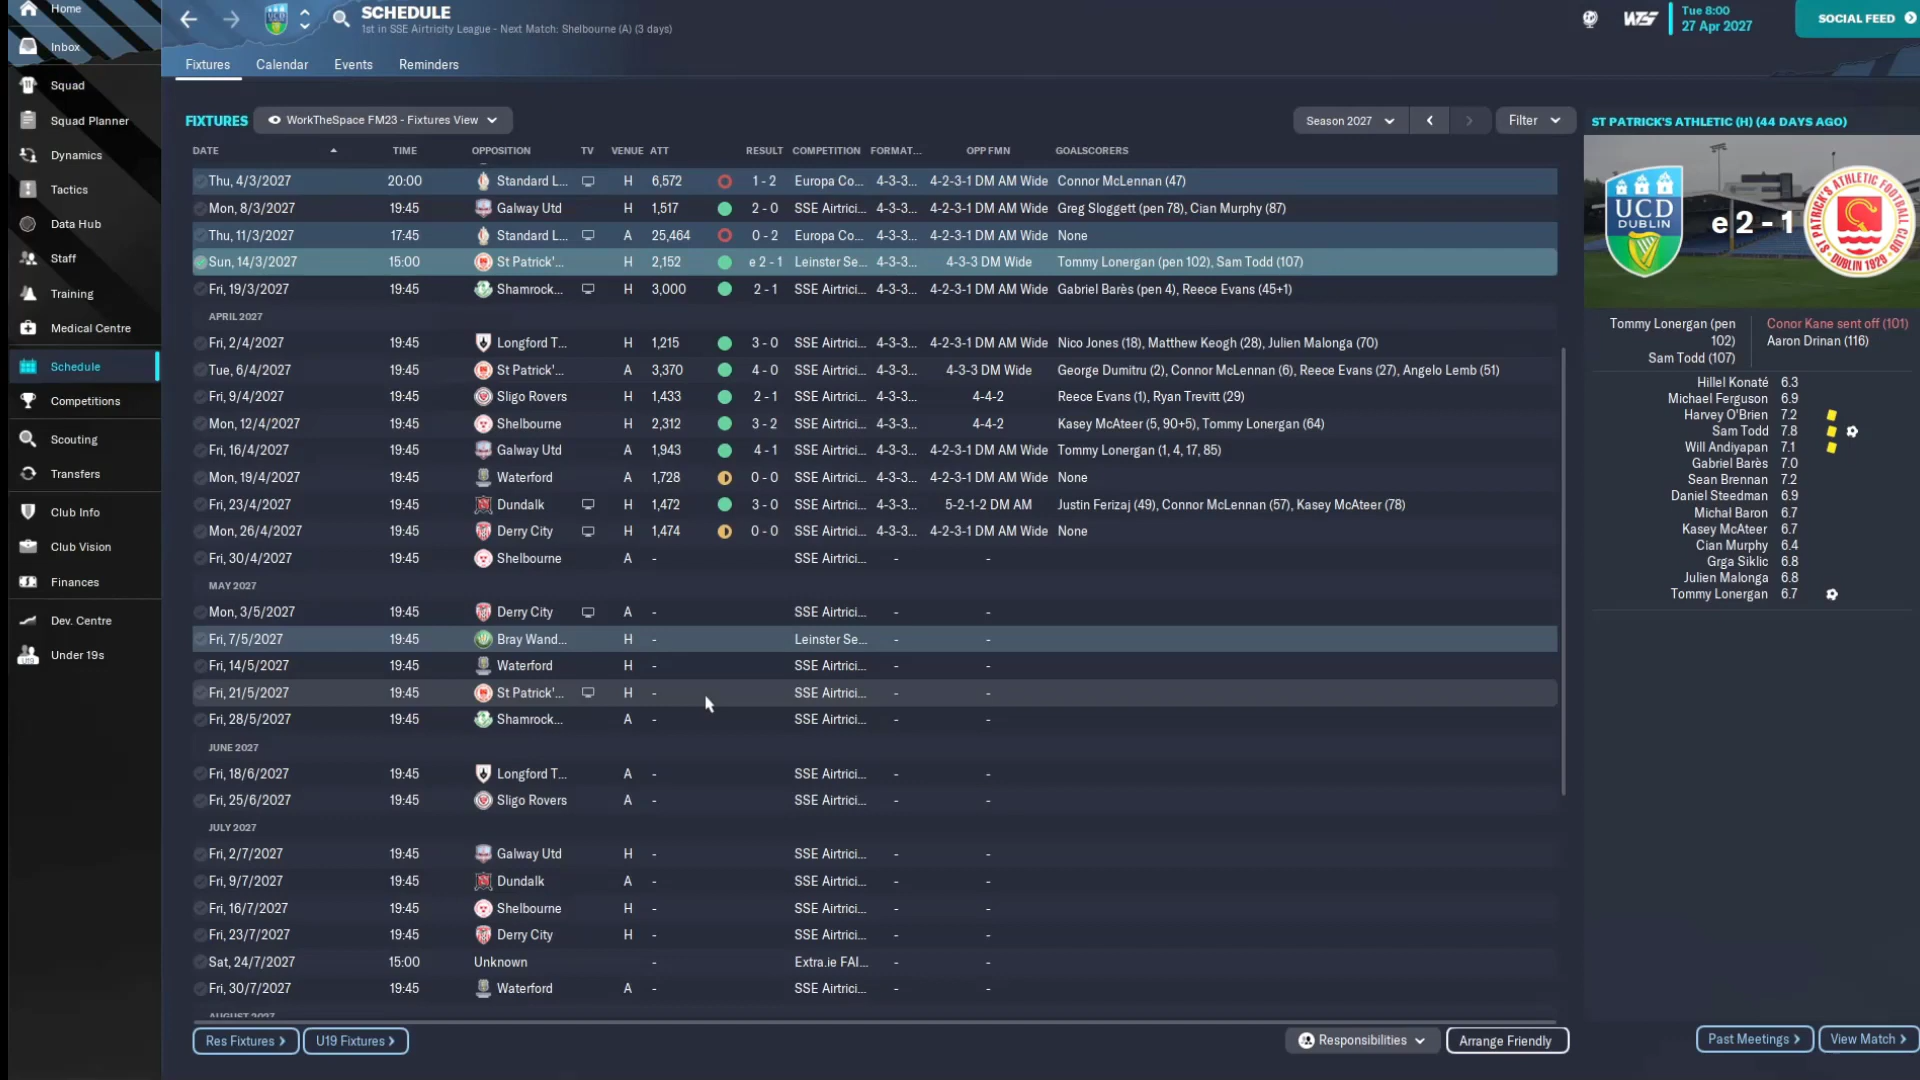 Home
Inbox
Squad
Squad Planner
Dynamics
Tactics
Data Hub
Staff
Training
Medical Centre
Schedule
Competitions
Scouting
Transfers
Club Info
Club Vision
Finances
Dev. Centre
Under 19s
SCHEDULE
1st in SSE Airtricity League - Next Match: Shelbourne (A) (3 days)
WTS
Tue 8:00
27 Apr 2027
SOCIAL FEED
Fixtures Calendar Events Reminders
FIXTURES WorkTheSpace FM23 - Fixtures View Season 2027 Filter
DATE TIME OPPOSITION TV VENUE ATT RESULT COMPETITION FORMAT... OPP FMN GOALSCORERS
Thu, 4/3/2027 20:00 Standard L... H 6,572 1 - 2 Europa Co... 4-3-3... 4-2-3-1 DM AM Wide Connor McLennan (47)
Mon, 8/3/2027 19:45 Galway Utd H 1,517 2 - 0 SSE Airtrici... 4-3-3... 4-2-3-1 DM AM Wide Greg Sloggett (pen 78), Cian Murphy (87)
Thu, 11/3/2027 17:45 Standard L... A 25,464 0 - 2 Europa Co... 4-3-3... 4-2-3-1 DM AM Wide None
Sun, 14/3/2027 15:00 St Patrick'... H 2,152 e 2 - 1 Leinster Se... 4-3-3... 4-3-3 DM Wide Tommy Lonergan (pen 102), Sam Todd (107)
Fri, 19/3/2027 19:45 Shamrock... H 3,000 2 - 1 SSE Airtrici... 4-3-3... 4-2-3-1 DM AM Wide Gabriel Barès (pen 4), Reece Evans (45+1)
APRIL 2027
Fri, 2/4/2027 19:45 Longford T... H 1,215 3 - 0 SSE Airtrici... 4-3-3... 4-2-3-1 DM AM Wide Nico Jones (18), Matthew Keogh (28), Julien Malonga (70)
Tue, 6/4/2027 19:45 St Patrick'... A 3,370 4 - 0 SSE Airtrici... 4-3-3... 4-3-3 DM Wide George Dumitru (2), Connor McLennan (6), Reece Evans (27), Angelo Lemb (51)
Fri, 9/4/2027 19:45 Sligo Rovers H 1,433 2 - 1 SSE Airtrici... 4-3-3... 4-4-2 Reece Evans (1), Ryan Trevitt (29)
Mon, 12/4/2027 19:45 Shelbourne H 2,312 3 - 2 SSE Airtrici... 4-3-3... 4-4-2 Kasey McAteer (5, 90+5), Tommy Lonergan (64)
Fri, 16/4/2027 19:45 Galway Utd A 1,943 4 - 1 SSE Airtrici... 4-3-3... 4-2-3-1 DM AM Wide Tommy Lonergan (1, 4, 17, 85)
Mon, 19/4/2027 19:45 Waterford A 1,728 0 - 0 SSE Airtrici... 4-3-3... 4-2-3-1 DM AM Wide None
Fri, 23/4/2027 19:45 Dundalk H 1,472 3 - 0 SSE Airtrici... 4-3-3... 5-2-1-2 DM AM Justin Ferizaj (49), Connor McLennan (57), Kasey McAteer (78)
Mon, 26/4/2027 19:45 Derry City H 1,474 0 - 0 SSE Airtrici... 4-3-3... 4-2-3-1 DM AM Wide None
Fri, 30/4/2027 19:45 Shelbourne A - SSE Airtrici... - -
MAY 2027
Mon, 3/5/2027 19:45 Derry City A - SSE Airtrici... - -
Fri, 7/5/2027 19:45 Bray Wand... H - Leinster Se... - -
Fri, 14/5/2027 19:45 Waterford H - SSE Airtrici... - -
Fri, 21/5/2027 19:45 St Patrick'... H - SSE Airtrici... - -
Fri, 28/5/2027 19:45 Shamrock... A - SSE Airtrici... - -
JUNE 2027
Fri, 18/6/2027 19:45 Longford T... A - SSE Airtrici... - -
Fri, 25/6/2027 19:45 Sligo Rovers A - SSE Airtrici... - -
JULY 2027
Fri, 2/7/2027 19:45 Galway Utd H - SSE Airtrici... - -
Fri, 9/7/2027 19:45 Dundalk A - SSE Airtrici... - -
Fri, 16/7/2027 19:45 Shelbourne H - SSE Airtrici... - -
Fri, 23/7/2027 19:45 Derry City H - SSE Airtrici... - -
Sat, 24/7/2027 15:00 Unknown - Extra.ie FAI... - -
Fri, 30/7/2027 19:45 Waterford A - SSE Airtrici... - -
AUGUST 2027
Res Fixtures U19 Fixtures Responsibilities Arrange Friendly
ST PATRICK'S ATHLETIC (H) (44 DAYS AGO)
UCD
DUBLIN
e 2 - 1
ST PATRICK'S ATHLETIC FOOTBALL CLUB
DUBLIN 1929
Tommy Lonergan (pen 102)
Sam Todd (107)
Conor Kane sent off (101)
Aaron Drinan (116)
Hillel Konaté 6.3
Michael Ferguson 6.9
Harvey O'Brien 7.2
Sam Todd 7.8
Will Andiyapan 7.1
Gabriel Barès 7.0
Sean Brennan 7.2
Daniel Steedman 6.9
Michal Baron 6.7
Kasey McAteer 6.7
Cian Murphy 6.4
Grga Siklic 6.8
Julien Malonga 6.8
Tommy Lonergan 6.7
Past Meetings View Match